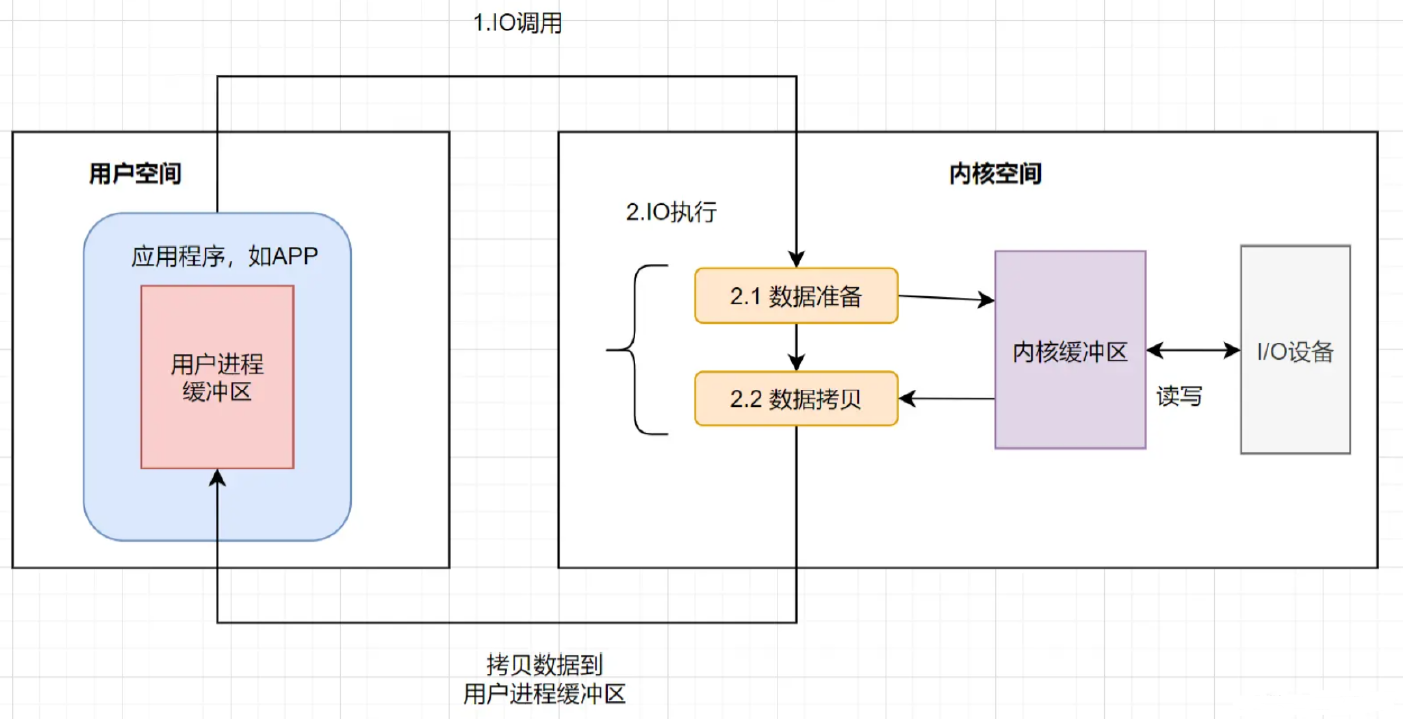 1.IO调用
用户空间
内核空间
应用程序，如APP
2.IO执行
用户进程
缓冲区
2.1 数据准备
2.2 数据拷贝
内核缓冲区
读写
I/O设备
拷贝数据到
用户进程缓冲区